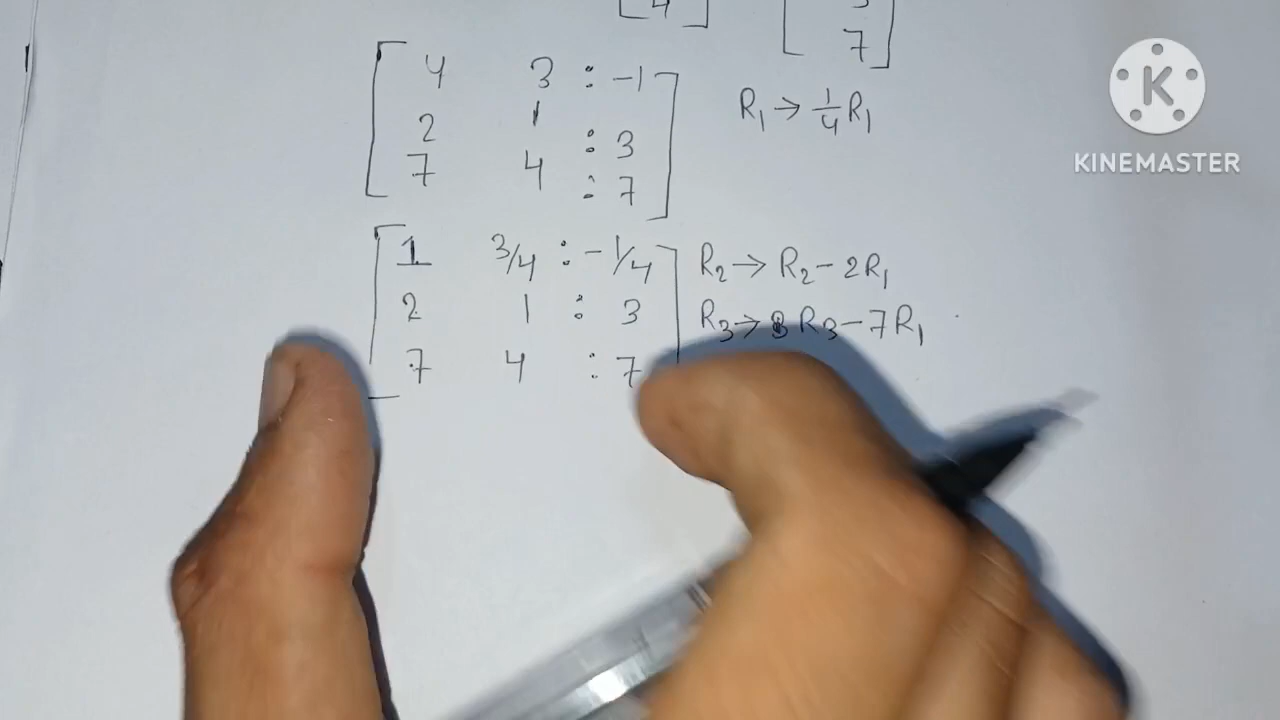 4
7
4 3 : -1
R₁ → 1/4 R₁
2 1 : 3
7 4 : 7
1 3/4 : -1/4
R₂ → R₂ - 2R₁
2 1 : 3
R₃ → R₃ - 7R₁
7 4 : 7
K
KINEMASTER